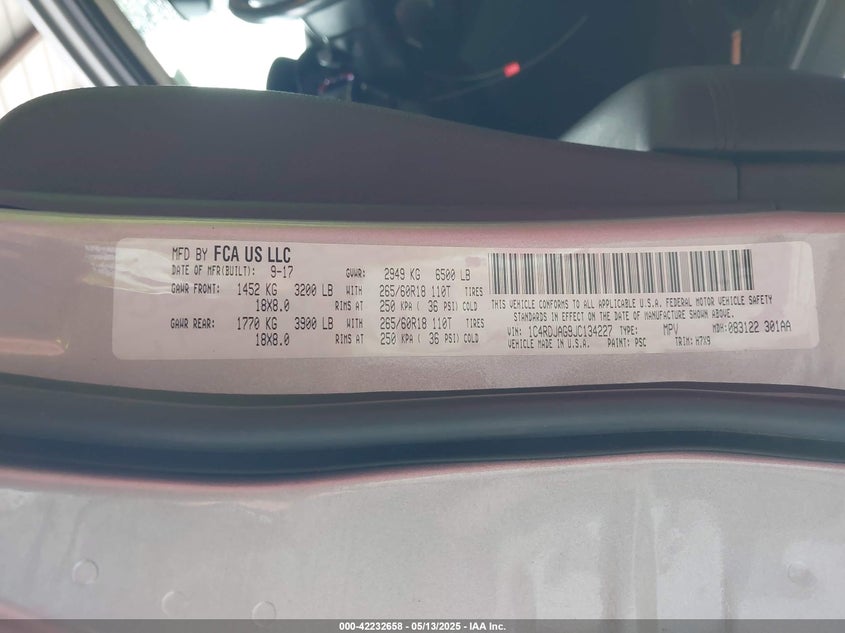 MFD BY FCA US LLC
DATE OF MFR(BUILT): 9-17 GVWR: 2949 KG 6500 LB
GAWR FRONT: 1452 KG 3200 LB WITH 265/60R18 110T TIRES
18X8.0 RIMS AT 250 KPA ( 36 PSI) COLD
GAWR REAR: 1770 KG 3900 LB WITH 265/60R18 110T TIRES
18X8.0 RIMS AT 250 KPA ( 36 PSI) COLD
THIS VEHICLE CONFORMS TO ALL APPLICABLE U.S.A. FEDERAL MOTOR VEHICLE SAFETY
STANDARDS IN EFFECT ON THE DATE OF MANUFACTURE SHOWN ABOVE.
VIN: 1C4RDJAG9JC134227 TYPE: MPV MDH: 083122 301AA
VEHICLE MADE IN U.S.A. PAINT: PSC TRIM: H7X9
000-42232658 - 05/13/2025 - IAA Inc.